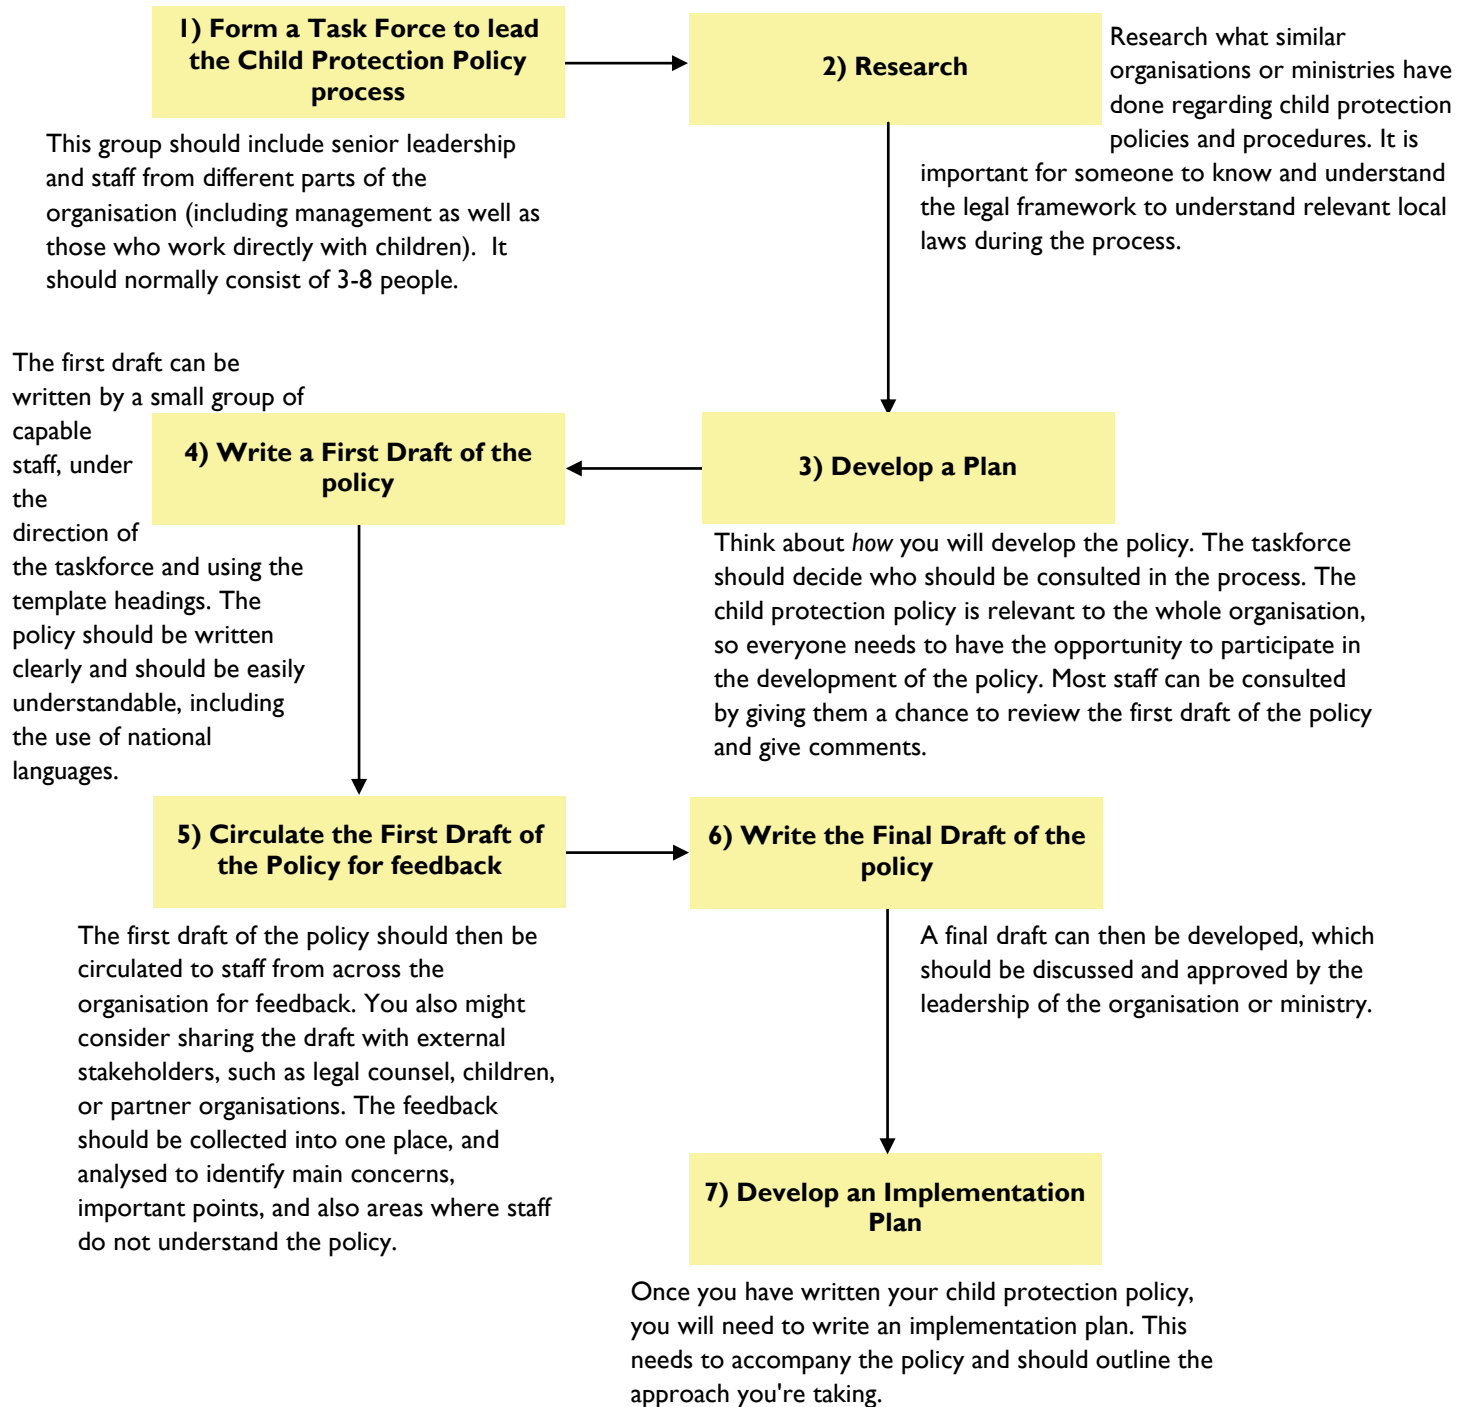 1) Form a Task Force to lead
the Child Protection Policy
process
This group should include senior leadership
and staff from different parts of the
organisation (including management as well as
those who work directly with children).  It
should normally consist of 3-8 people.
2) Research
Research what similar
organisations or ministries have
done regarding child protection
policies and procedures. It is
important for someone to know and understand
the legal framework to understand relevant local
laws during the process.
3) Develop a Plan
Think about how you will develop the policy. The taskforce
should decide who should be consulted in the process. The
child protection policy is relevant to the whole organisation,
so everyone needs to have the opportunity to participate in
the development of the policy. Most staff can be consulted
by giving them a chance to review the first draft of the policy
and give comments.
4) Write a First Draft of the
policy
The first draft can be
written by a small group of
capable
staff, under
the
direction of
the taskforce and using the
template headings. The
policy should be written
clearly and should be easily
understandable, including
the use of national
languages.
5) Circulate the First Draft of
the Policy for feedback
The first draft of the policy should then be
circulated to staff from across the
organisation for feedback. You also might
consider sharing the draft with external
stakeholders, such as legal counsel, children,
or partner organisations. The feedback
should be collected into one place, and
analysed to identify main concerns,
important points, and also areas where staff
do not understand the policy.
6) Write the Final Draft of the
policy
A final draft can then be developed, which
should be discussed and approved by the
leadership of the organisation or ministry.
7) Develop an Implementation
Plan
Once you have written your child protection policy,
you will need to write an implementation plan. This
needs to accompany the policy and should outline the
approach you're taking.